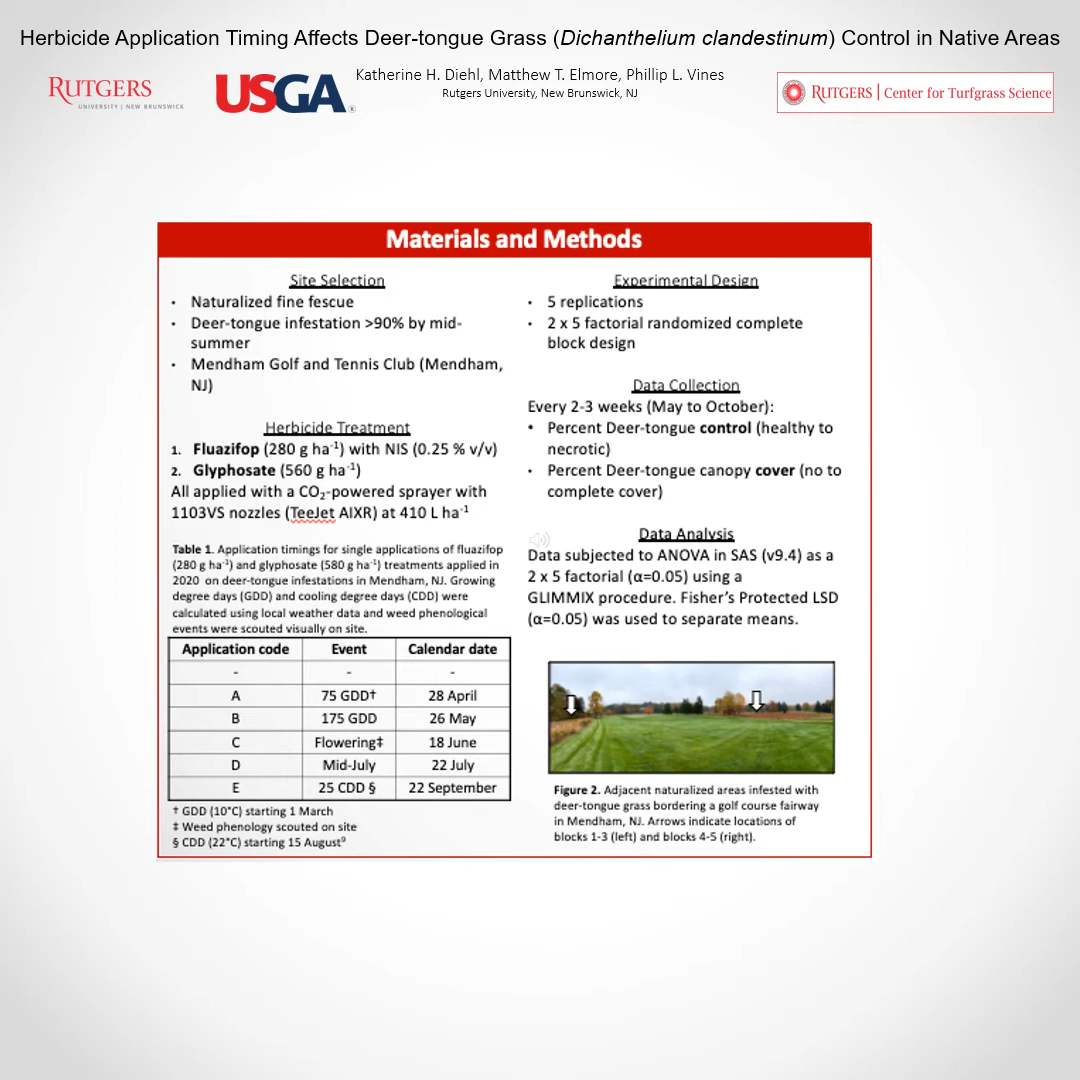 Herbicide Application Timing Affects Deer-tongue Grass (Dichanthelium clandestinum) Control in Native Areas
Katherine H. Diehl, Matthew T. Elmore, Phillip L. Vines
Rutgers University, New Brunswick, NJ
RUTGERS
UNIVERSITY | NEW BRUNSWICK
USGA®
RUTGERS | Center for Turfgrass Science
Materials and Methods
Site Selection
• Naturalized fine fescue
• Deer-tongue infestation >90% by mid-
summer
• Mendham Golf and Tennis Club (Mendham,
NJ)
Herbicide Treatment
1. Fluazifop (280 g ha⁻¹) with NIS (0.25 % v/v)
2. Glyphosate (560 g ha⁻¹)
All applied with a CO₂-powered sprayer with
1103VS nozzles (TeeJet AIXR) at 410 L ha⁻¹
Table 1. Application timings for single applications of fluazifop
(280 g ha⁻¹) and glyphosate (580 g ha⁻¹) treatments applied in
2020 on deer-tongue infestations in Mendham, NJ. Growing
degree days (GDD) and cooling degree days (CDD) were
calculated using local weather data and weed phenological
events were scouted visually on site.
Application code Event Calendar date
- - -
A 75 GDD† 28 April
B 175 GDD 26 May
C Flowering‡ 18 June
D Mid-July 22 July
E 25 CDD § 22 September
† GDD (10°C) starting 1 March
‡ Weed phenology scouted on site
§ CDD (22°C) starting 15 August⁹
Experimental Design
• 5 replications
• 2 x 5 factorial randomized complete
block design
Data Collection
Every 2-3 weeks (May to October):
• Percent Deer-tongue control (healthy to
necrotic)
• Percent Deer-tongue canopy cover (no to
complete cover)
Data Analysis
Data subjected to ANOVA in SAS (v9.4) as a
2 x 5 factorial (α=0.05) using a
GLIMMIX procedure. Fisher's Protected LSD
(α=0.05) was used to separate means.
Figure 2. Adjacent naturalized areas infested with
deer-tongue grass bordering a golf course fairway
in Mendham, NJ. Arrows indicate locations of
blocks 1-3 (left) and blocks 4-5 (right).